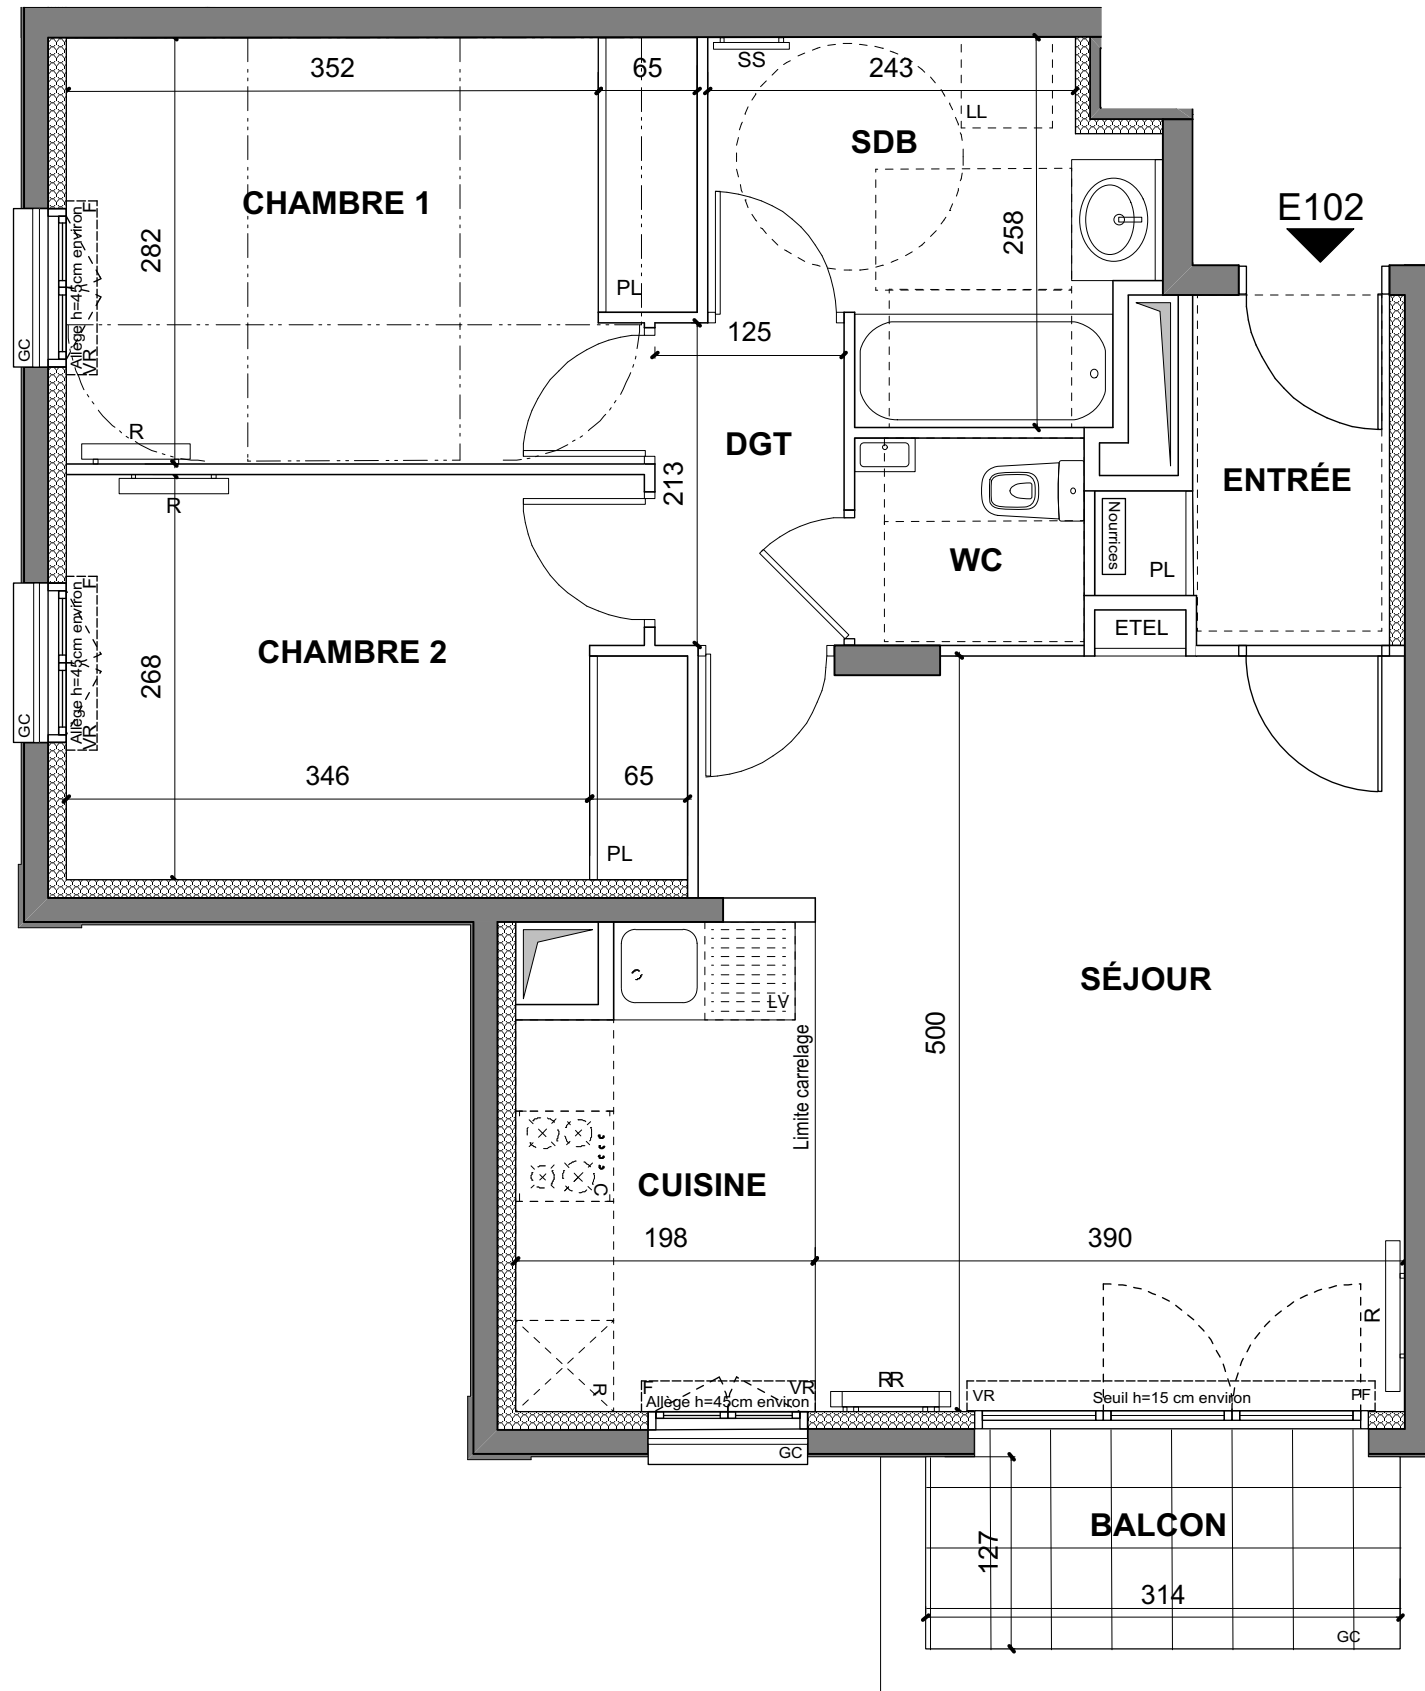 352
65
SS
243
LL
SDB
CHAMBRE 1
E102
258
282
Allège h=45cm environ
F
VR
GC
PL
125
R
DGT
213
ENTRÉE
R
Nourrices
WC
PL
ETEL
CHAMBRE 2
268
Allège h=45cm environ
F
VR
GC
346
65
PL
SÉJOUR
LV
500
Limite carrelage
C
CUISINE
198
390
R
R
F
VR
Allège h=45cm environ
GC
RR
VR
Seuil h=15 cm environ
PF
BALCON
127
314
GC